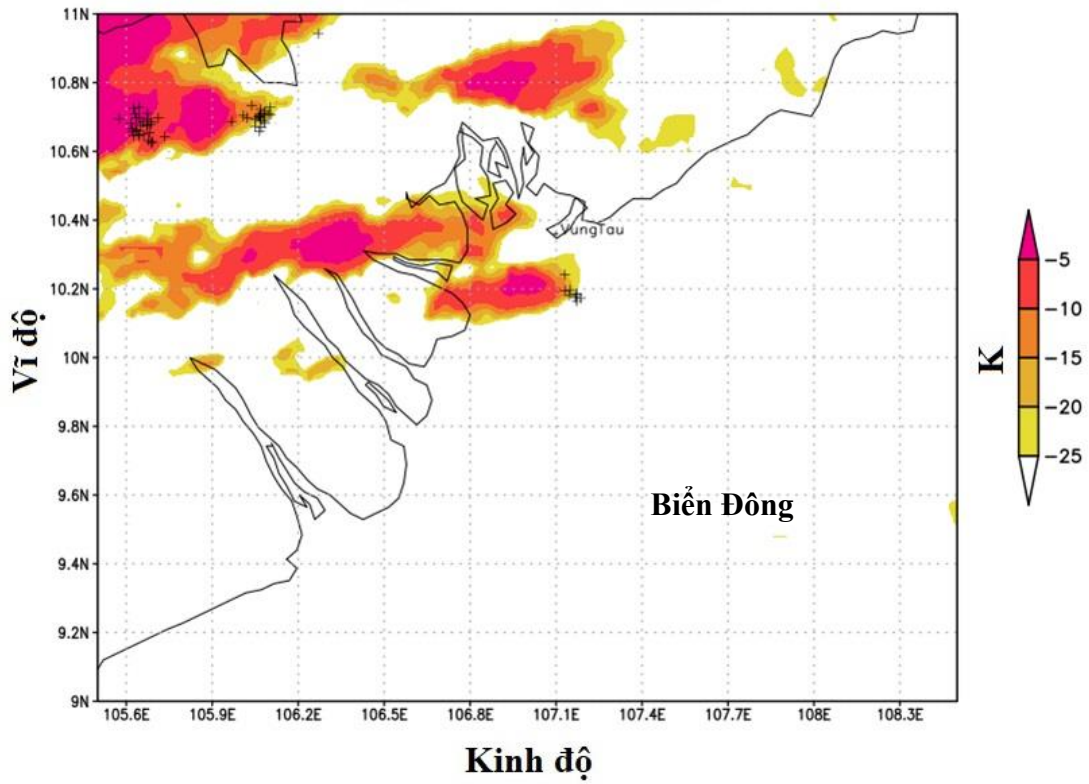 11N
10.8N
10.6N
10.4N
10.2N
10N
9.8N
9.6N
9.4N
9.2N
9N
Vĩ độ
VungTau
Biển Đông
105.6E 105.9E 106.2E 106.5E 106.8E 107.1E 107.4E 107.7E 108E 108.3E
Kinh độ
K
−5
−10
−15
−20
−25